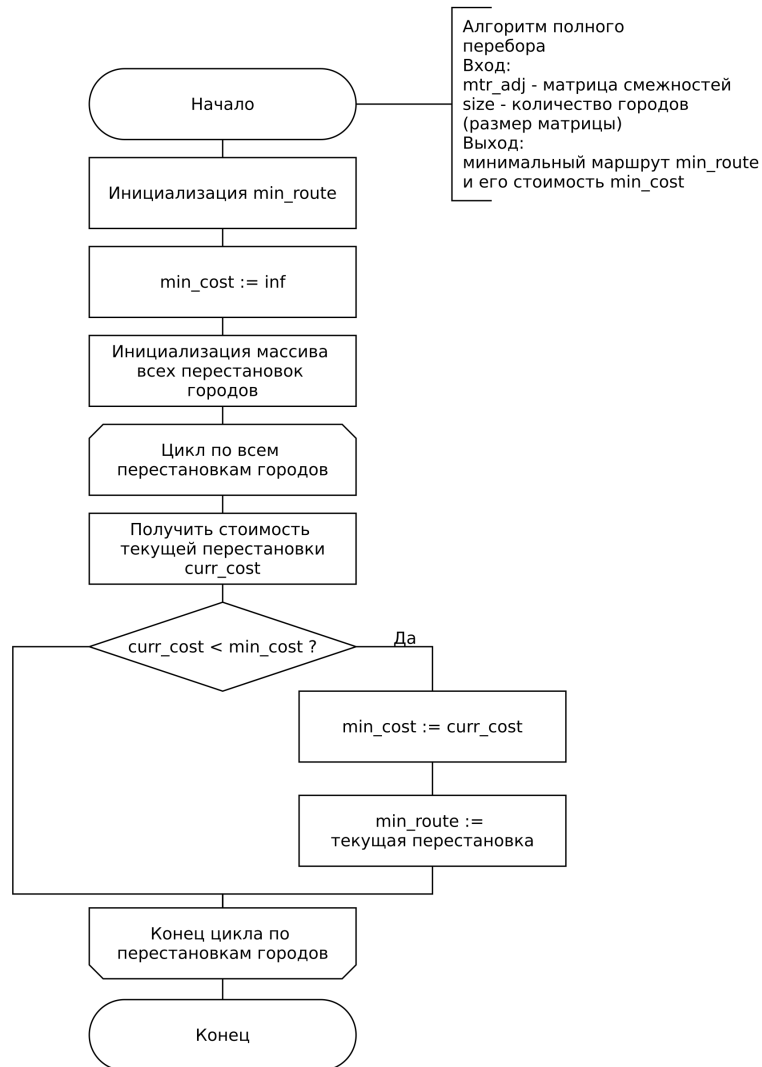 Алгоритм полного
перебора
Вход:
mtr_adj - матрица смежностей
size - количество городов
(размер матрицы)
Выход:
минимальный маршрут min_route
и его стоимость min_cost
Начало
Инициализация min_route
min_cost := inf
Инициализация массива
всех перестановок
городов
Цикл по всем
перестановкам городов
Получить стоимость
текущей перестановки
curr_cost
curr_cost < min_cost ?
Да
min_cost := curr_cost
min_route :=
текущая перестановка
Конец цикла по
перестановкам городов
Конец